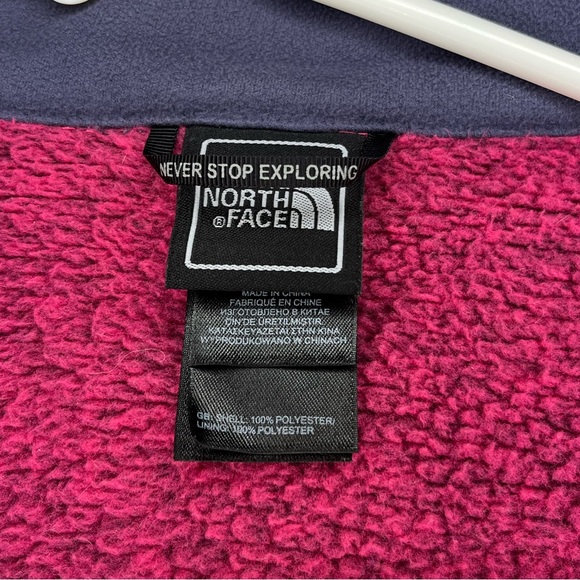 NEVER STOP EXPLORING
NORTH
® FACE
MADE IN CHINA
FABRIQUÉ EN CHINE
ИЗГОТОВЛЕНО В КИТАЕ
ÇİN'DE ÜRETİLMİŞTİR.
ΚΑΤΑΣΚΕΥΑΖΕΤΑΙ ΣΤΗΝ ΚΙΝΑ
WYPRODUKOWANO W CHINACH
GB: SHELL: 100% POLYESTER/
LINING: 100% POLYESTER